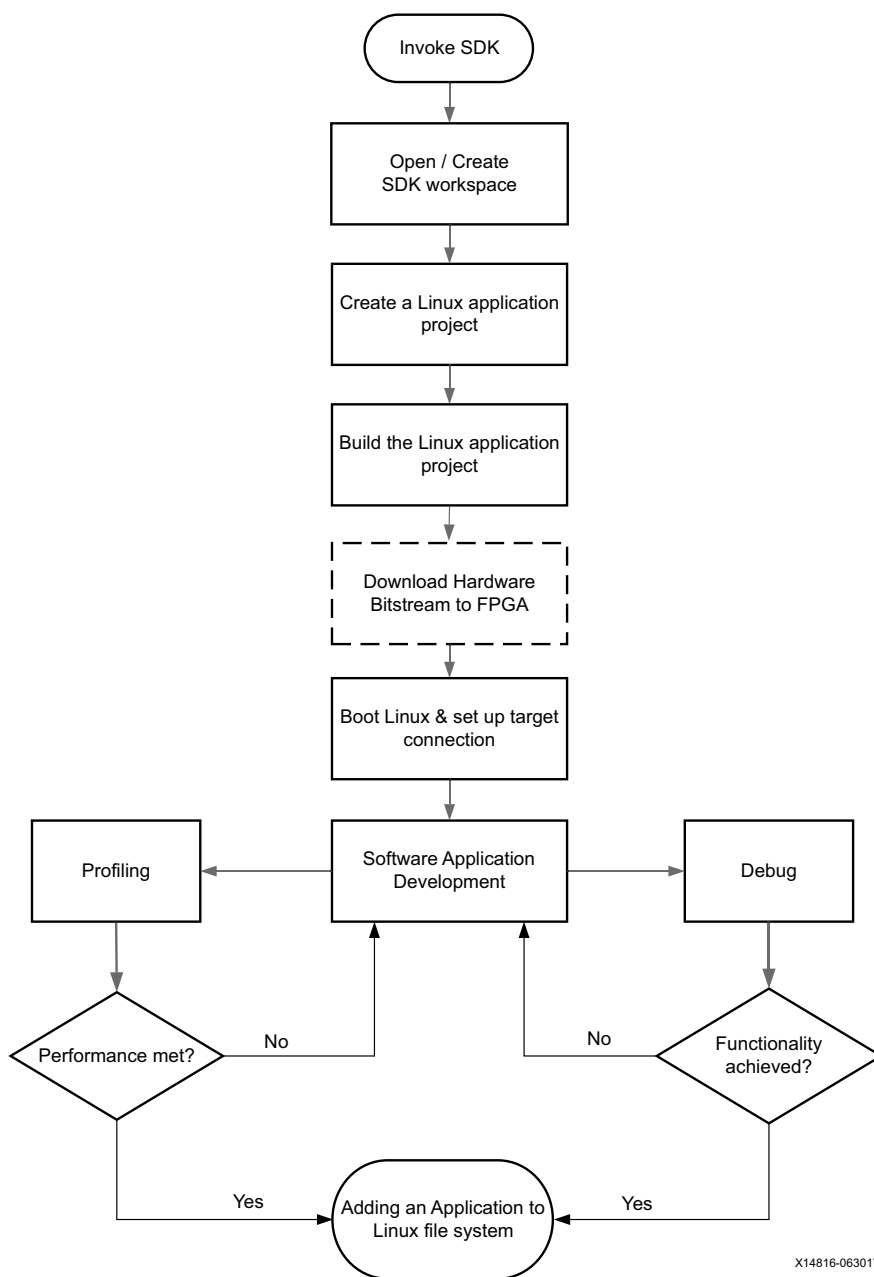 Invoke SDK
Open / Create
SDK workspace
Create a Linux application
project
Build the Linux application
project
Download Hardware
Bitstream to FPGA
Boot Linux & set up target
connection
Profiling
Software Application
Development
Debug
Performance met?
No
No
Functionality
achieved?
Yes
Adding an Application to
Linux file system
Yes
X14816-063017